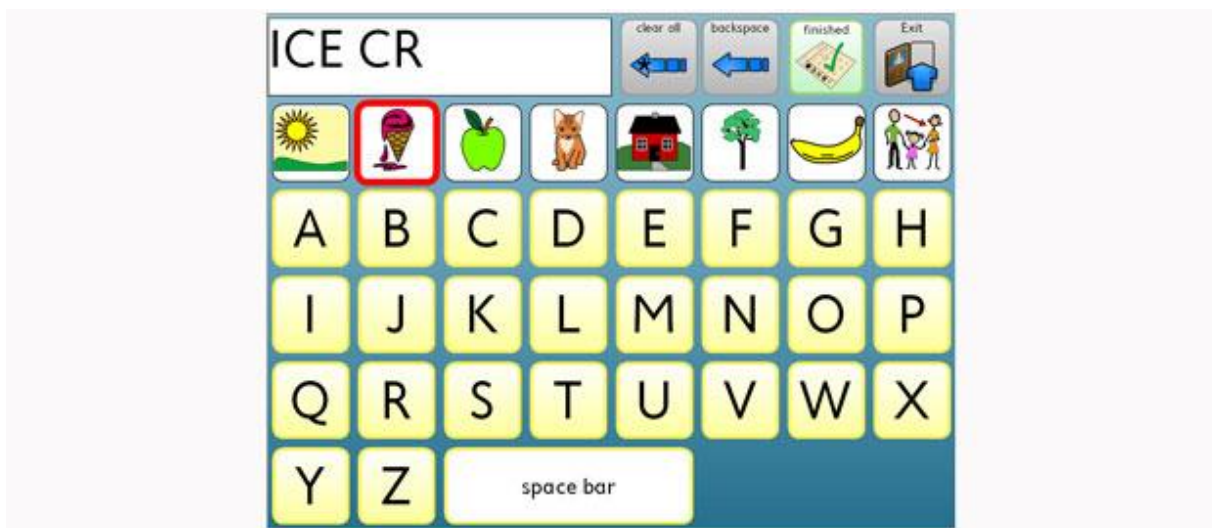 ICE CR
clear all
backspace
finished
Exit
A B C D E F G H
I J K L M N O P
Q R S T U V W X
Y Z space bar